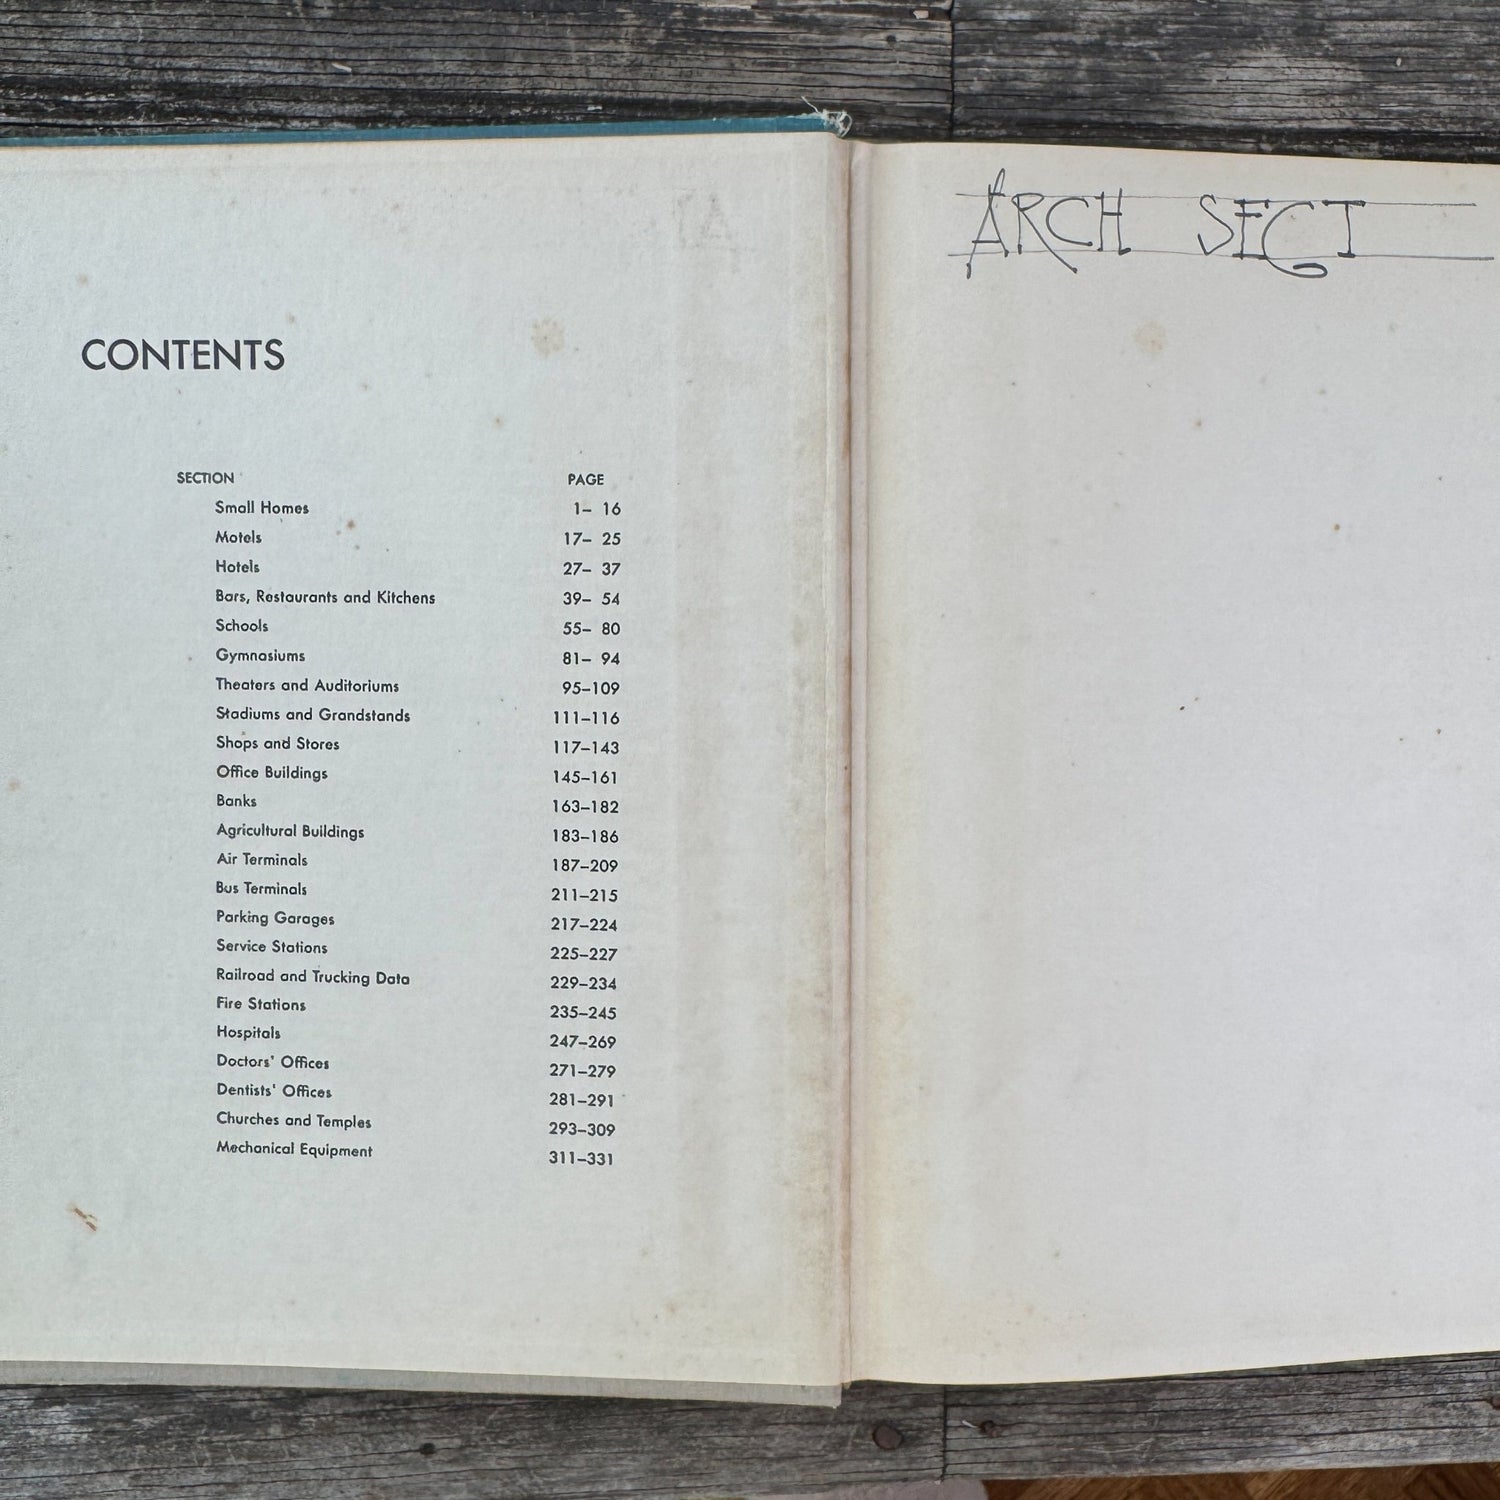 CONTENTS
SECTION PAGE
Small Homes 1– 16
Motels 17– 25
Hotels 27– 37
Bars, Restaurants and Kitchens 39– 54
Schools 55– 80
Gymnasiums 81– 94
Theaters and Auditoriums 95–109
Stadiums and Grandstands 111–116
Shops and Stores 117–143
Office Buildings 145–161
Banks 163–182
Agricultural Buildings 183–186
Air Terminals 187–209
Bus Terminals 211–215
Parking Garages 217–224
Service Stations 225–227
Railroad and Trucking Data 229–234
Fire Stations 235–245
Hospitals 247–269
Doctors' Offices 271–279
Dentists' Offices 281–291
Churches and Temples 293–309
Mechanical Equipment 311–331
ARCH SECT